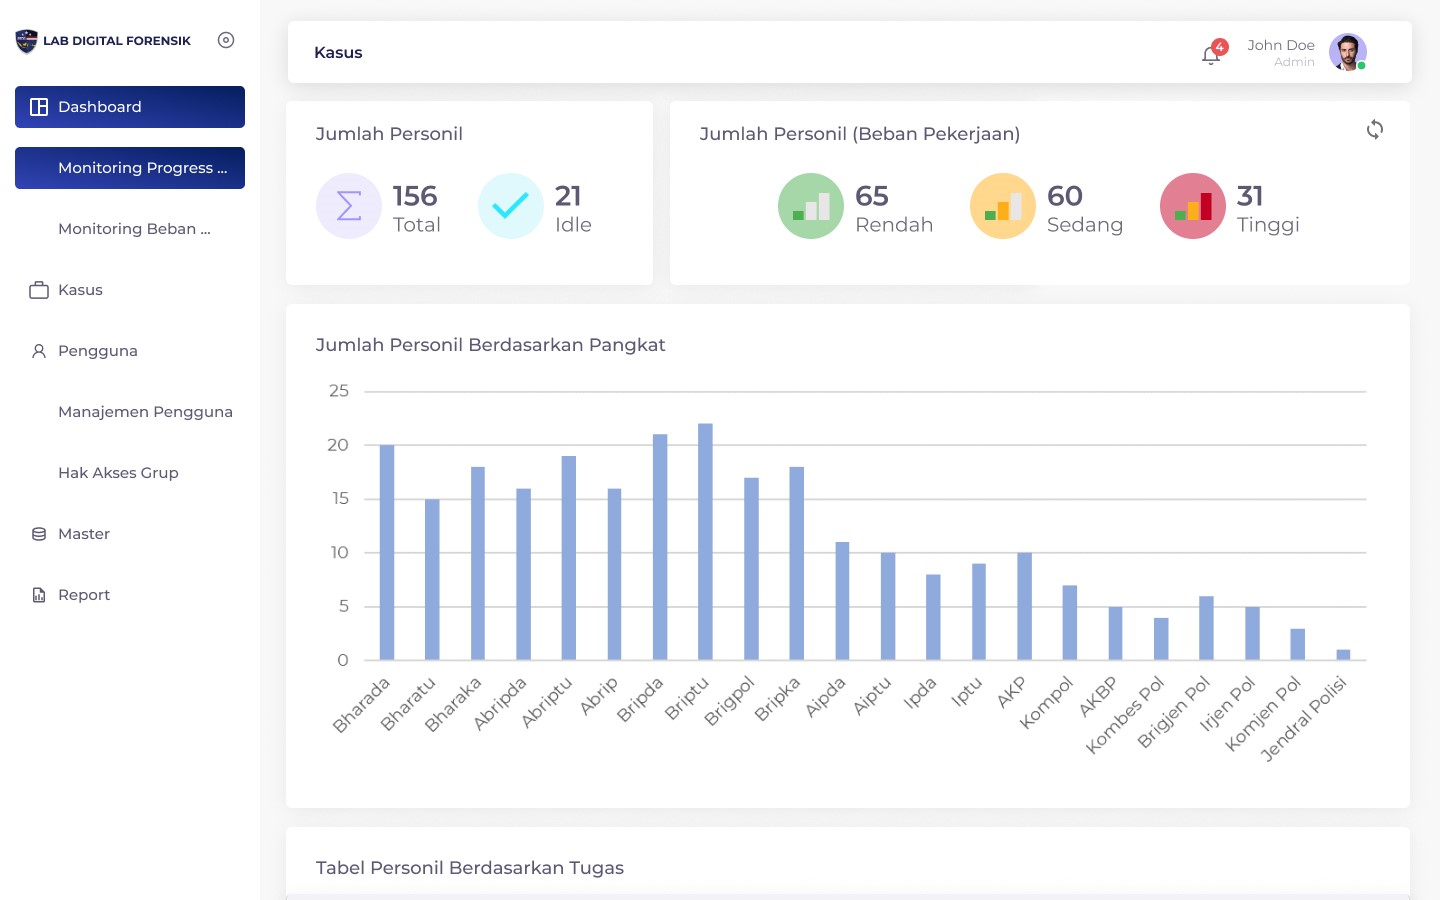 LAB DIGITAL FORENSIK
Dashboard
Monitoring Progress ...
Monitoring Beban ...
Kasus
Pengguna
Manajemen Pengguna
Hak Akses Grup
Master
Report
Kasus
4
John Doe
Admin
Jumlah Personil
156
Total
21
Idle
Jumlah Personil (Beban Pekerjaan)
65
Rendah
60
Sedang
31
Tinggi
Jumlah Personil Berdasarkan Pangkat
25
20
15
10
5
0
Bharada
Bharatu
Bharaka
Abripda
Abriptu
Abrip
Bripda
Briptu
Brigpol
Bripka
Aipda
Aiptu
Ipda
Iptu
AKP
Kompol
AKBP
Kombes Pol
Brigjen Pol
Irjen Pol
Komjen Pol
Jendral Polisi
Tabel Personil Berdasarkan Tugas